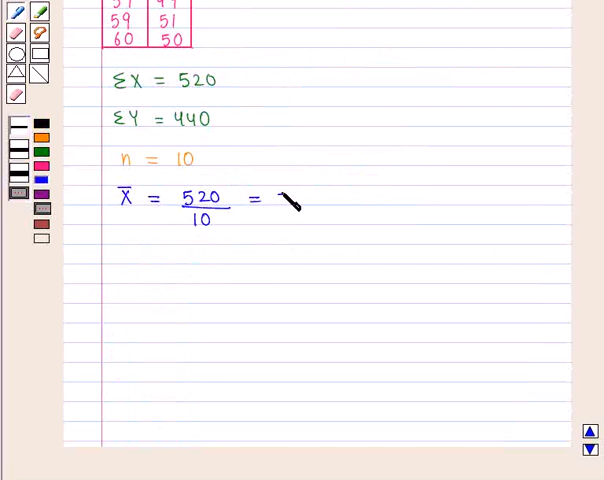 59 51
60 50
ΣX = 520
ΣY = 440
n = 10
X̄ = 520/10 =